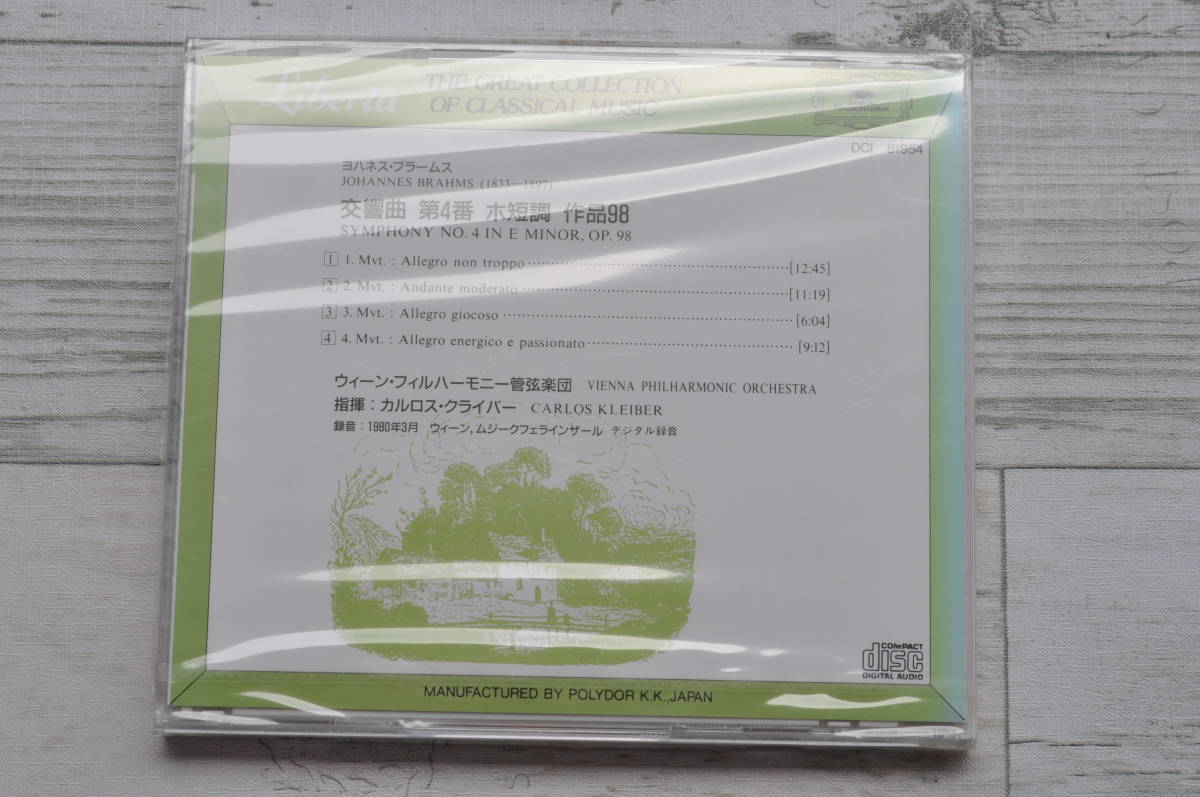 Libertà
THE GREAT COLLECTION
OF CLASSICAL MUSIC
Grammophon
DCI 81954
ヨハネス・ブラームス
JOHANNES BRAHMS (1833—1897)
交響曲 第4番 ホ短調 作品98
SYMPHONY NO. 4 IN E MINOR, OP. 98
1 1. Mvt. : Allegro non troppo [12:45]
2 2. Mvt. : Andante moderato [11:19]
3 3. Mvt. : Allegro giocoso [6:04]
4 4. Mvt. : Allegro energico e passionato [9:12]
ウィーン・フィルハーモニー管弦楽団 VIENNA PHILHARMONIC ORCHESTRA
指揮：カルロス・クライバー CARLOS KLEIBER
録音：1980年3月 ウィーン,ムジークフェラインザール デジタル録音
COMPACT
disc
DIGITAL AUDIO
MANUFACTURED BY POLYDOR K.K.,JAPAN